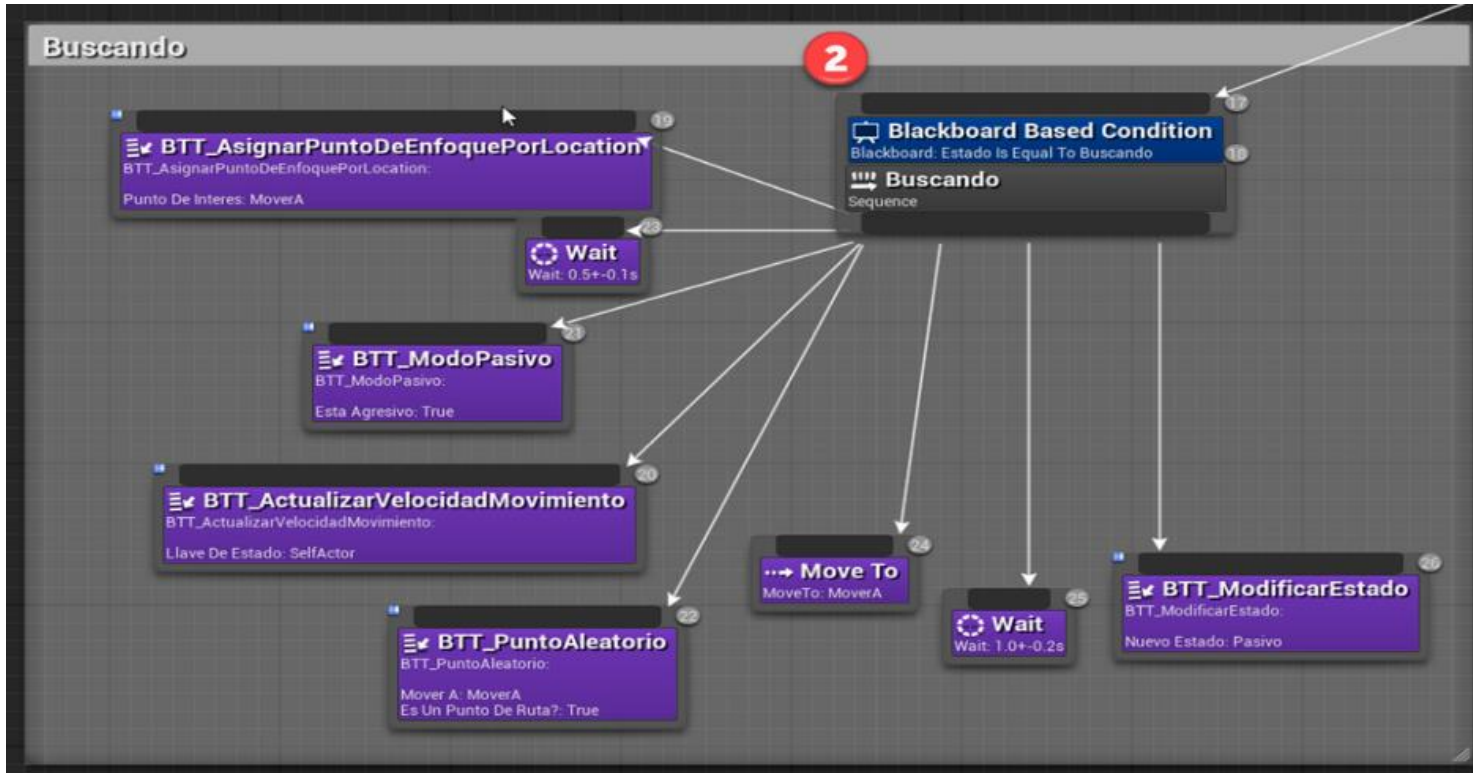 Buscando
2
17
Blackboard Based Condition
Blackboard: Estado Is Equal To Buscando
18
Buscando
Sequence
19
BTT_AsignarPuntoDeEnfoquePorLocation
BTT_AsignarPuntoDeEnfoquePorLocation:
Punto De Interes: MoverA
23
Wait
Wait: 0.5+-0.1s
21
BTT_ModoPasivo
BTT_ModoPasivo:
Esta Agresivo: True
20
BTT_ActualizarVelocidadMovimiento
BTT_ActualizarVelocidadMovimiento:
Llave De Estado: SelfActor
22
BTT_PuntoAleatorio
BTT_PuntoAleatorio:
Mover A: MoverA
Es Un Punto De Ruta?: True
24
Move To
MoveTo: MoverA
25
Wait
Wait: 1.0+-0.2s
26
BTT_ModificarEstado
BTT_ModificarEstado:
Nuevo Estado: Pasivo